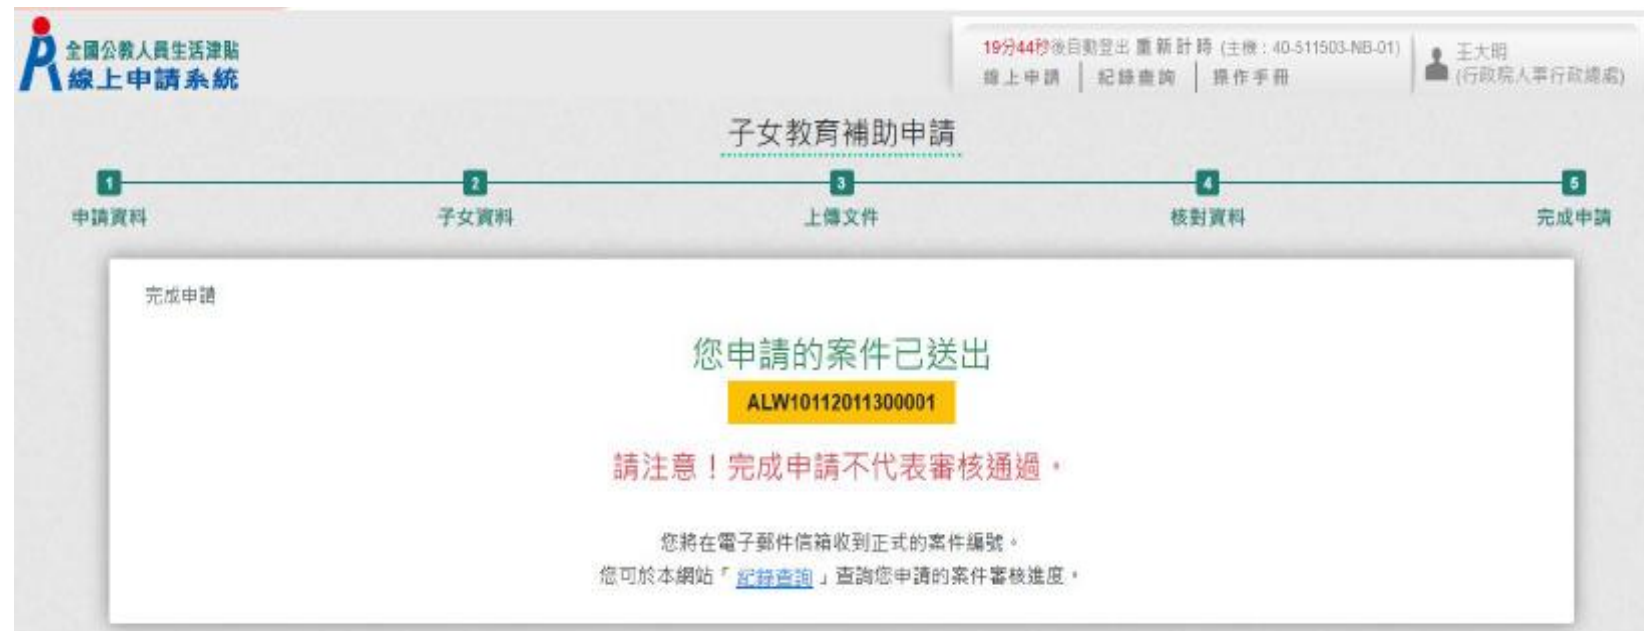 全國公教人員生活津貼
線上申請系統
19分44秒後自動登出 重新計時 (主機：40-511503-NB-01)
線上申請 紀錄查詢 操作手冊
王大明
(行政院人事行政總處)
子女教育補助申請
1 2 3 4 5
申請資料 子女資料 上傳文件 核對資料 完成申請
完成申請
您申請的案件已送出
ALW10112011300001
請注意！完成申請不代表審核通過。
您將在電子郵件信箱收到正式的案件編號。
您可於本網站「紀錄查詢」查詢您申請的案件審核進度。